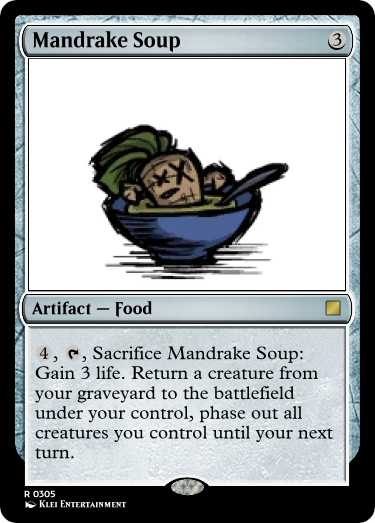 Mandrake Soup 3
Artifact — Food
4, , Sacrifice Mandrake Soup:
Gain 3 life. Return a creature from
your graveyard to the battlefield
under your control, phase out all
creatures you control until your next
turn.
R 0305
Klei Entertainment